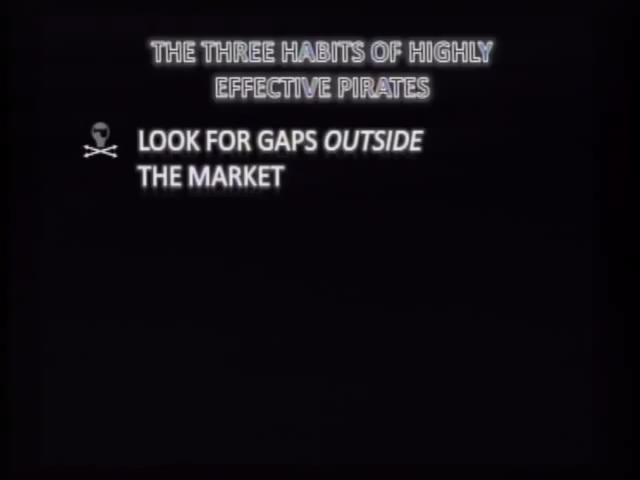 THE THREE HABITS OF HIGHLY
EFFECTIVE PIRATES
LOOK FOR GAPS OUTSIDE
THE MARKET